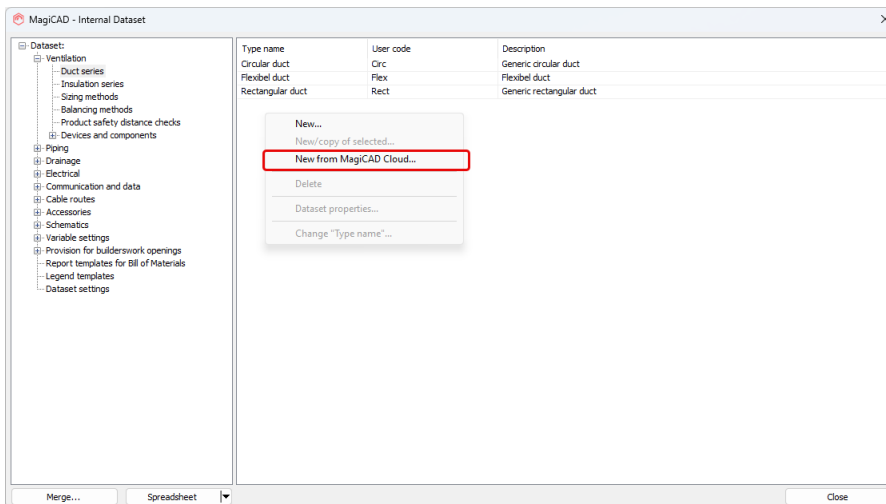 MagiCAD - Internal Dataset
Dataset:
Ventilation
Duct series
Insulation series
Sizing methods
Balancing methods
Product safety distance checks
Devices and components
Piping
Drainage
Electrical
Communication and data
Cable routes
Accessories
Schematics
Variable settings
Provision for builderswork openings
Report templates for Bill of Materials
Legend templates
Dataset settings
Type name User code Description
Circular duct Circ Generic circular duct
Flexibel duct Flex Flexibel duct
Rectangular duct Rect Generic rectangular duct
New...
New/copy of selected...
New from MagiCAD Cloud...
Delete
Dataset properties...
Change "Type name"...
Merge... Spreadsheet Close